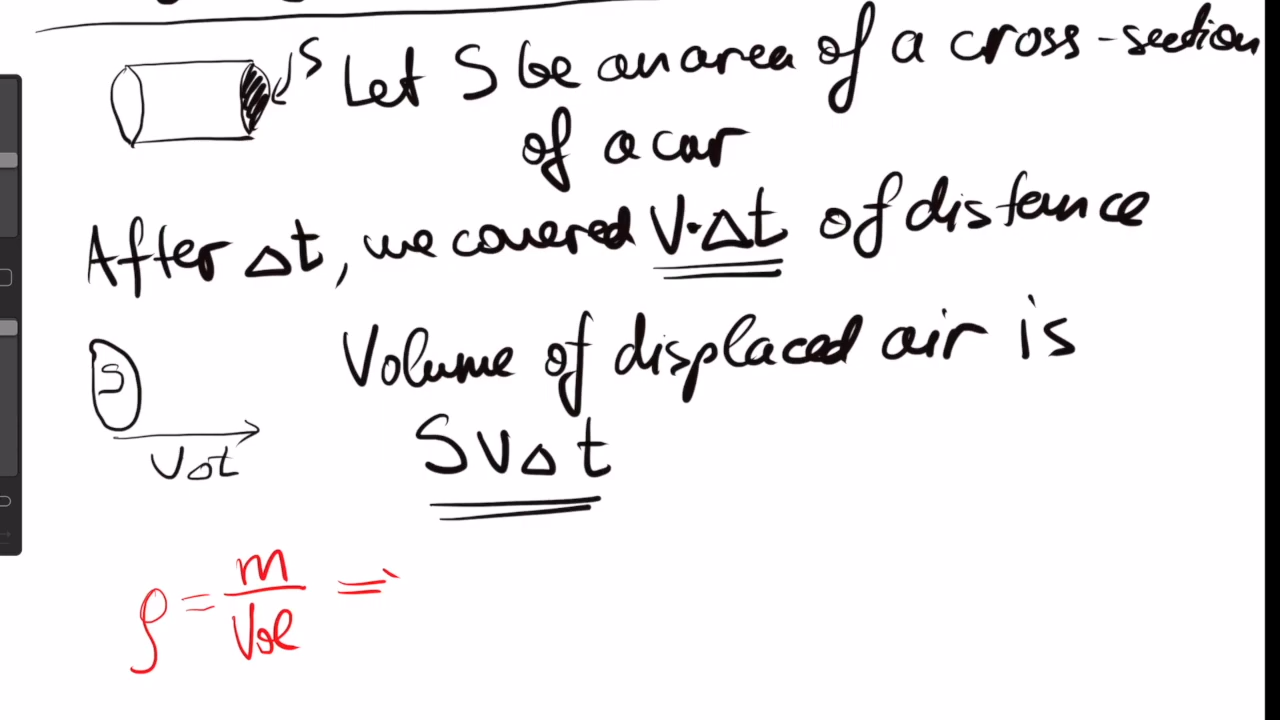 S
Let S be an area of a cross-section
of a car
After Δt, we covered V·Δt of distance
Volume of displaced air is
S
VΔt
SVΔt
ρ = m/Vol ⇒